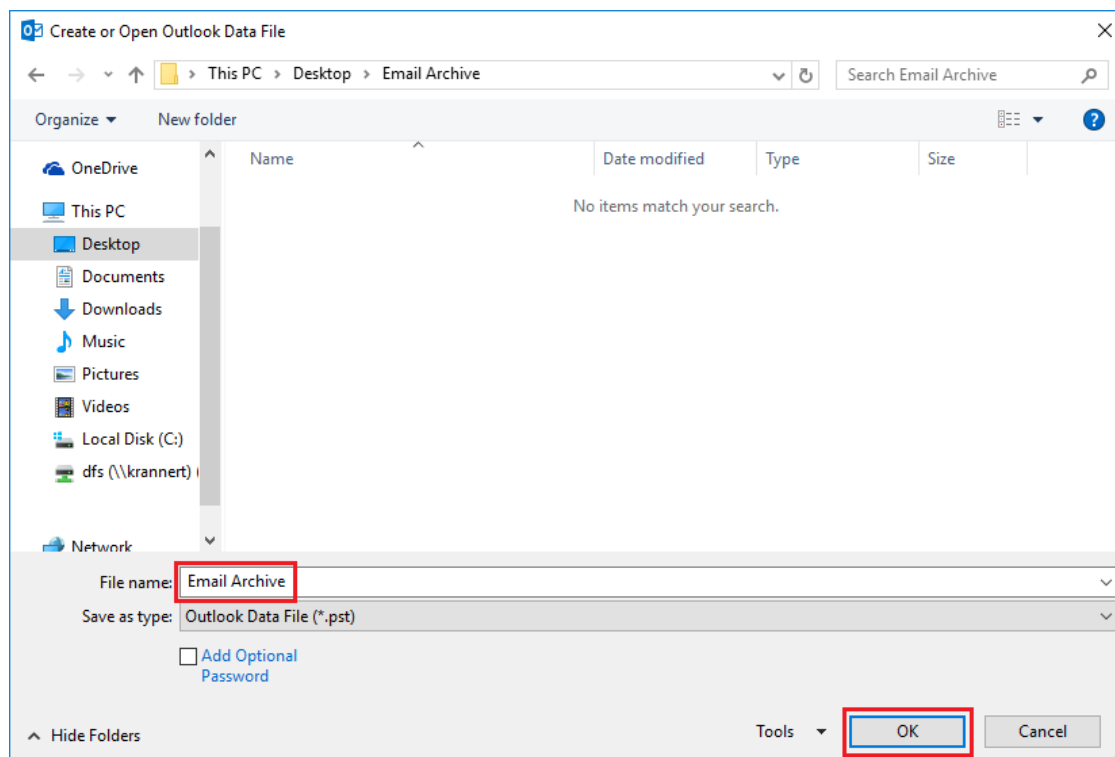 Create or Open Outlook Data File
This PC > Desktop > Email Archive
Search Email Archive
Organize
New folder
Name
Date modified
Type
Size
No items match your search.
OneDrive
This PC
Desktop
Documents
Downloads
Music
Pictures
Videos
Local Disk (C:)
dfs (\\krannert) (
Network
File name: Email Archive
Save as type: Outlook Data File (*.pst)
Add Optional
Password
Hide Folders
Tools
OK
Cancel